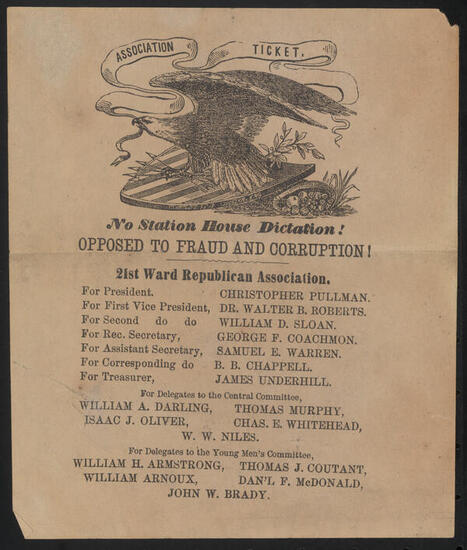 ASSOCIATION TICKET.
No Station House Dictation!
OPPOSED TO FRAUD AND CORRUPTION!
21st Ward Republican Association.
For President. CHRISTOPHER PULLMAN.
For First Vice President, DR. WALTER B. ROBERTS.
For Second do do WILLIAM D. SLOAN.
For Rec. Secretary, GEORGE F. COACHMON.
For Assistant Secretary, SAMUEL E. WARREN.
For Corresponding do B. B. CHAPPELL.
For Treasurer, JAMES UNDERHILL.
For Delegates to the Central Committee,
WILLIAM A. DARLING, THOMAS MURPHY,
ISAAC J. OLIVER, CHAS. E. WHITEHEAD,
W. W. NILES.
For Delegates to the Young Men's Committee,
WILLIAM H. ARMSTRONG, THOMAS J. COUTANT,
WILLIAM ARNOUX, DAN'L F. McDONALD,
JOHN W. BRADY.